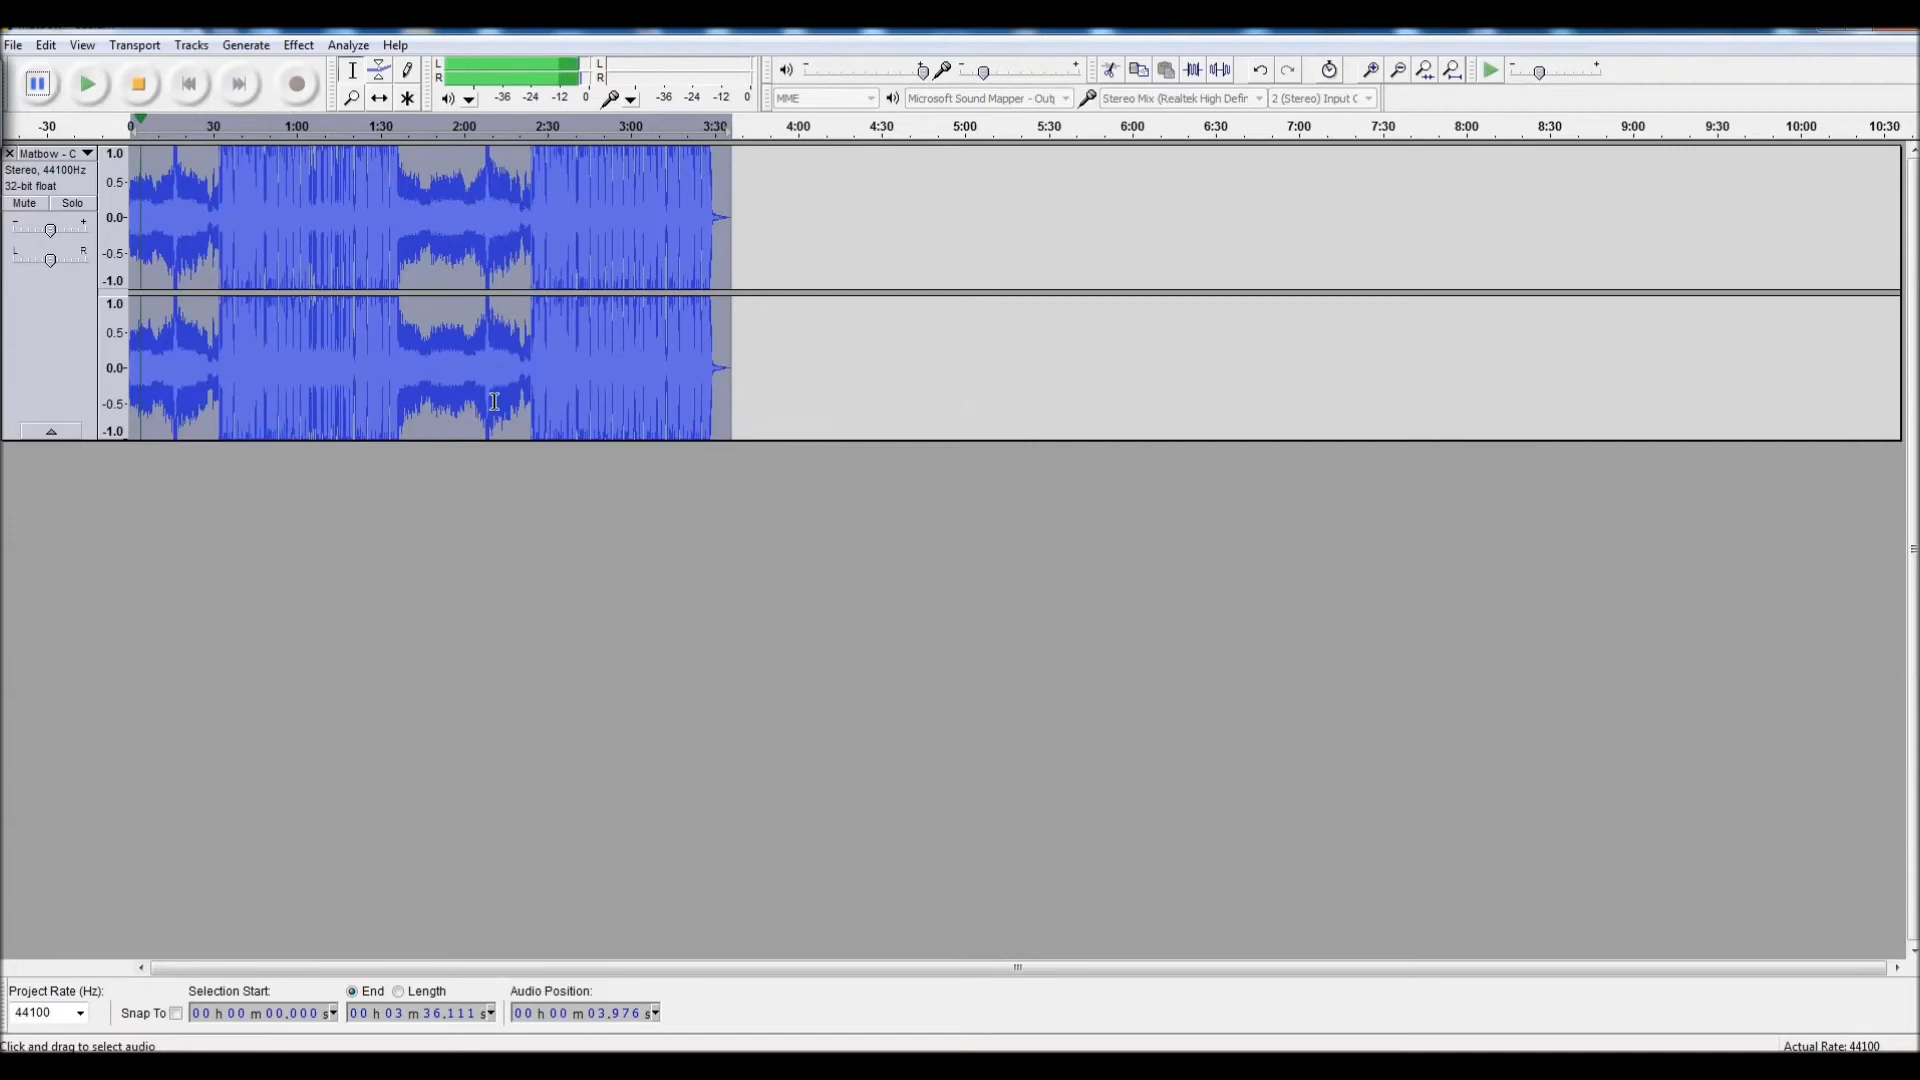 File Edit View Transport Tracks Generate Effect Analyze Help
L
R
-36 -24 -12 0
L
R
-36 -24 -12 0
MME
Microsoft Sound Mapper - Out
Stereo Mix (Realtek High Defir
2 (Stereo) Input C
-30 0 30 1:00 1:30 2:00 2:30 3:00 3:30 4:00 4:30 5:00 5:30 6:00 6:30 7:00 7:30 8:00 8:30 9:00 9:30 10:00 10:30
Matbow - C
Stereo, 44100Hz
32-bit float
Mute Solo
- +
L R
1.0
0.5-
0.0-
-0.5-
-1.0
1.0
0.5-
0.0-
-0.5-
-1.0
Project Rate (Hz):
44100
Snap To
Selection Start:
00 h 00 m 00.000 s
End Length
00 h 03 m 36.111 s
Audio Position:
00 h 00 m 03.976 s
Click and drag to select audio
Actual Rate: 44100